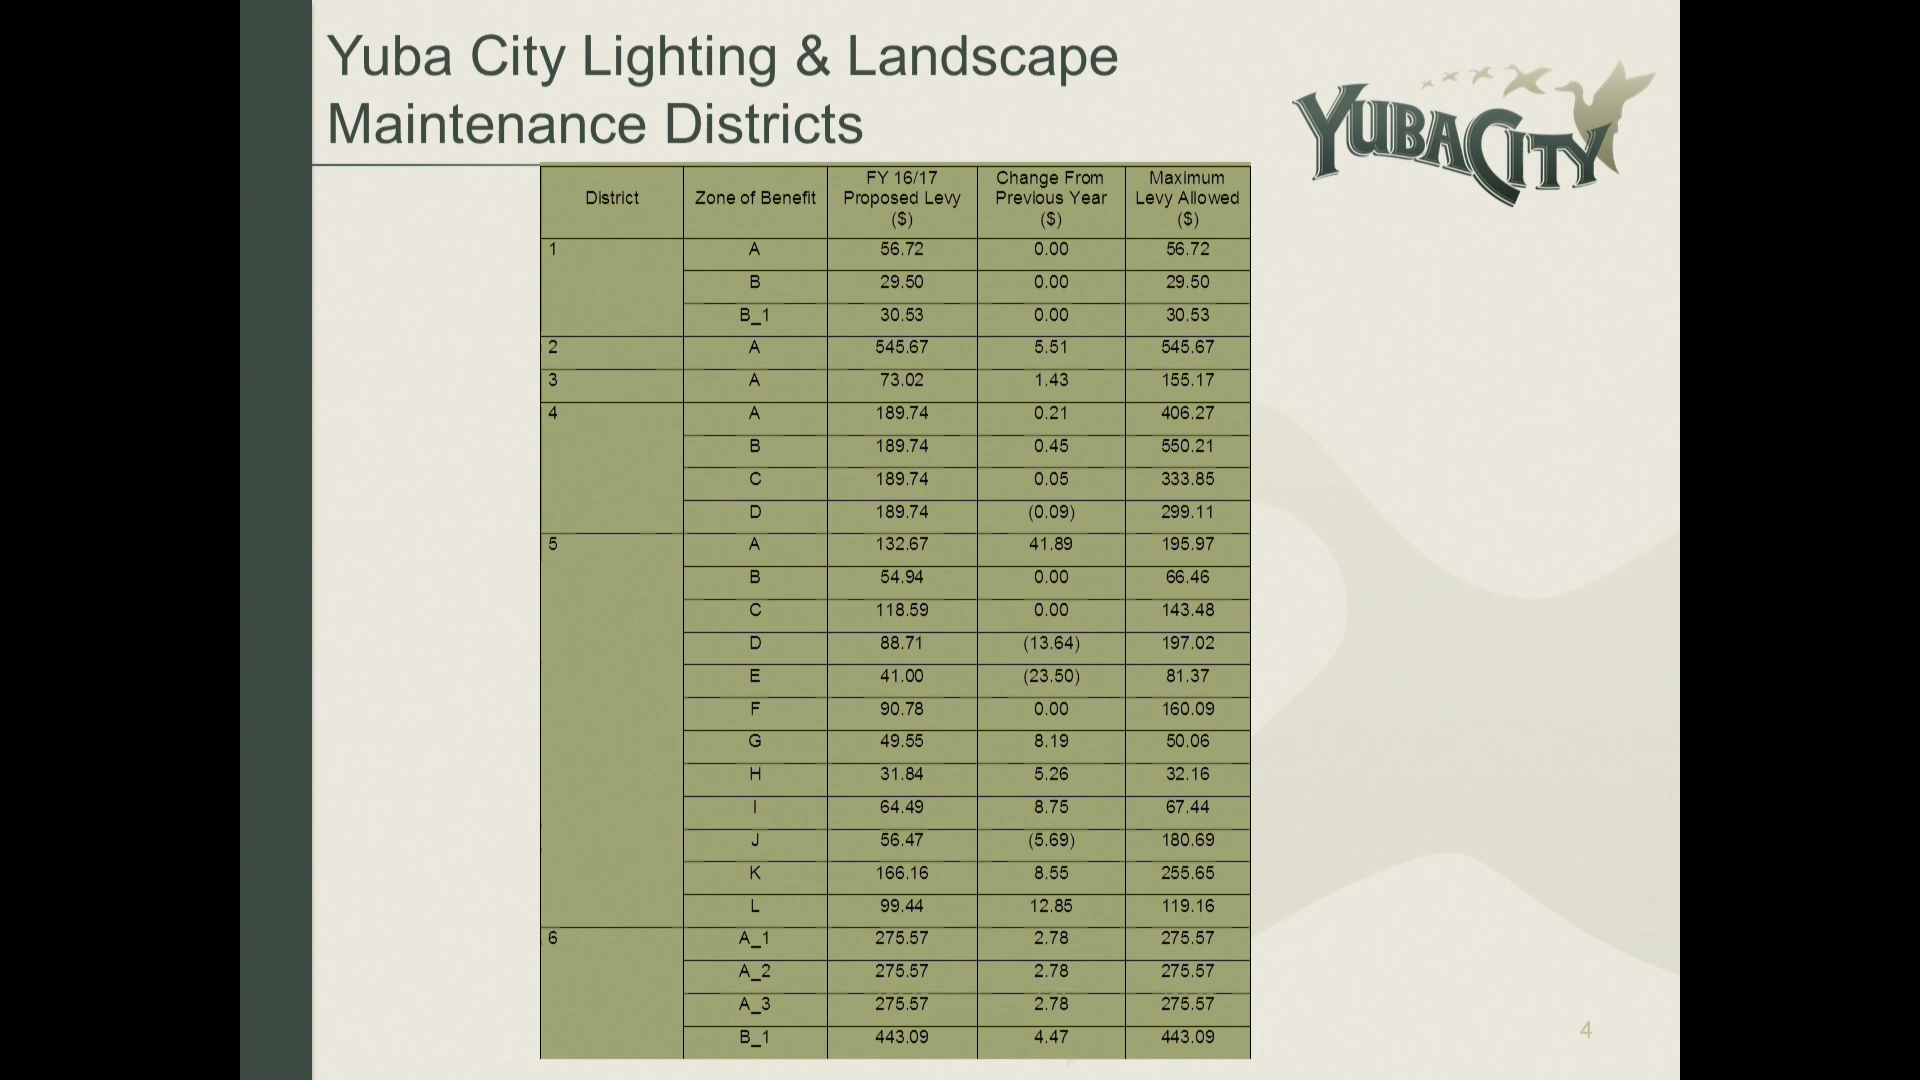 Yuba City Lighting & Landscape
Maintenance Districts
YUBA CITY
District Zone of Benefit FY 16/17 Proposed Levy ($) Change From Previous Year ($) Maximum Levy Allowed ($)
1 A 56.72 0.00 56.72
B 29.50 0.00 29.50
B_1 30.53 0.00 30.53
2 A 545.67 5.51 545.67
3 A 73.02 1.43 155.17
4 A 189.74 0.21 406.27
B 189.74 0.45 550.21
C 189.74 0.05 333.85
D 189.74 (0.09) 299.11
5 A 132.67 41.89 195.97
B 54.94 0.00 66.46
C 118.59 0.00 143.48
D 88.71 (13.64) 197.02
E 41.00 (23.50) 81.37
F 90.78 0.00 160.09
G 49.55 8.19 50.06
H 31.84 5.26 32.16
I 64.49 8.75 67.44
J 56.47 (5.69) 180.69
K 166.16 8.55 255.65
L 99.44 12.85 119.16
6 A_1 275.57 2.78 275.57
A_2 275.57 2.78 275.57
A_3 275.57 2.78 275.57
B_1 443.09 4.47 443.09
4